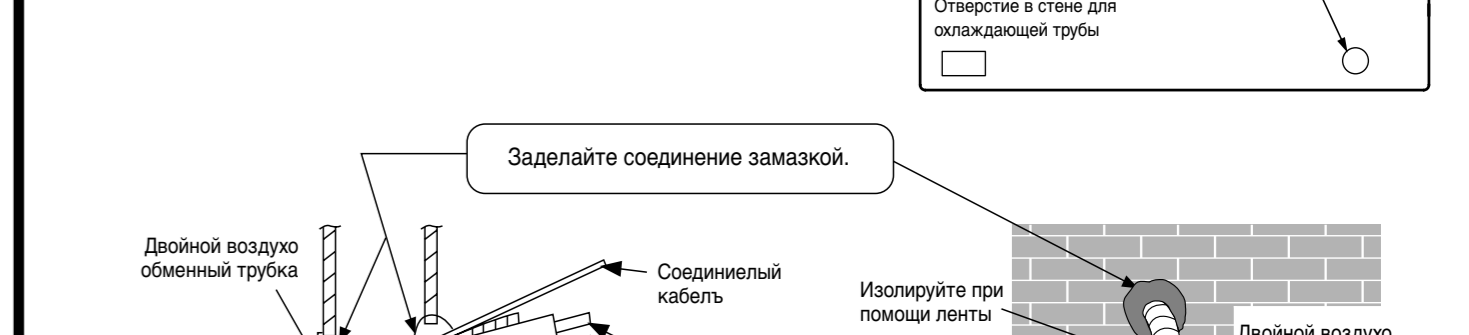 Отверстие в стене для
охлаждающей трубы
Заделайте соединение замазкой.
Двойной воздухо
обменный трубка
Соединиелый
кабелъ
Изолируйте при
помощи ленты
Двойной воздухо